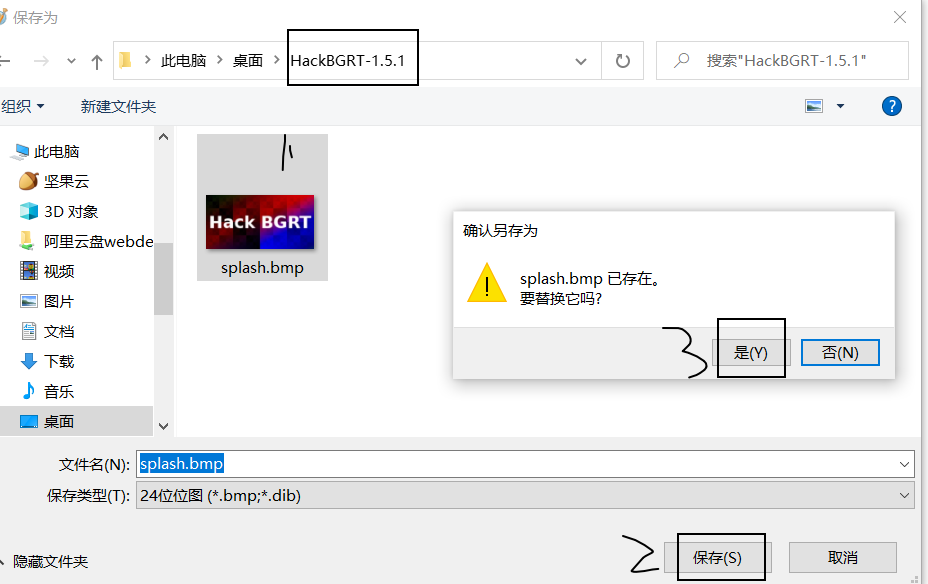 保存为
此电脑 桌面 HackBGRT-1.5.1
搜索"HackBGRT-1.5.1"
组织 新建文件夹
?
此电脑
坚果云
3D 对象
阿里云盘webde
视频
图片
文档
下载
音乐
桌面
1
Hack BGRT
splash.bmp
确认另存为
splash.bmp 已存在。
要替换它吗?
3
是(Y) 否(N)
文件名(N): splash.bmp
保存类型(T): 24位位图 (*.bmp;*.dib)
隐藏文件夹
2
保存(S) 取消